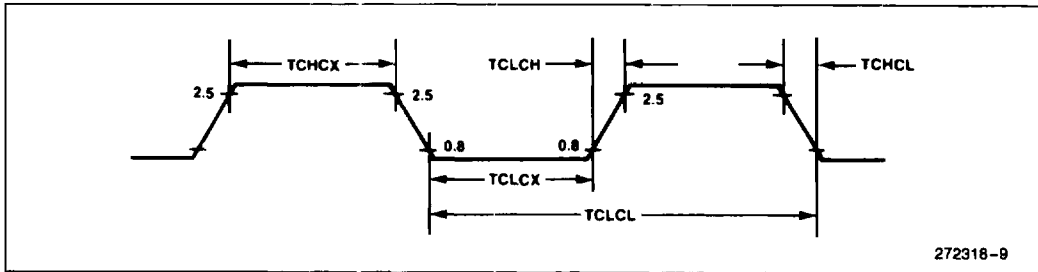 TCHCX TCLCH TCHCL
2.5 2.5 2.5
0.8 0.8
TCLCX
TCLCL
272318-9